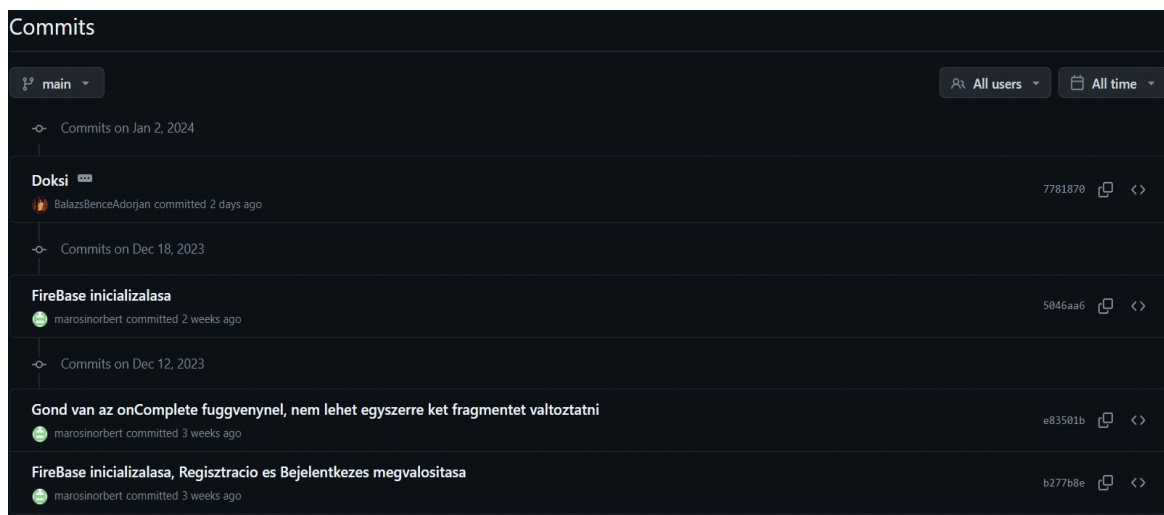 Commits
main
All users
All time
Commits on Jan 2, 2024
Doksi
7781870
BalazsBenceAdorjan committed 2 days ago
Commits on Dec 18, 2023
FireBase inicializalasa
5046aa6
marosinorbert committed 2 weeks ago
Commits on Dec 12, 2023
Gond van az onComplete fuggvenynel, nem lehet egyszerre ket fragmentet valtoztatni
e83501b
marosinorbert committed 3 weeks ago
FireBase inicializalasa, Regisztracio es Bejelentkezes megvalositasa
b277b8e
marosinorbert committed 3 weeks ago